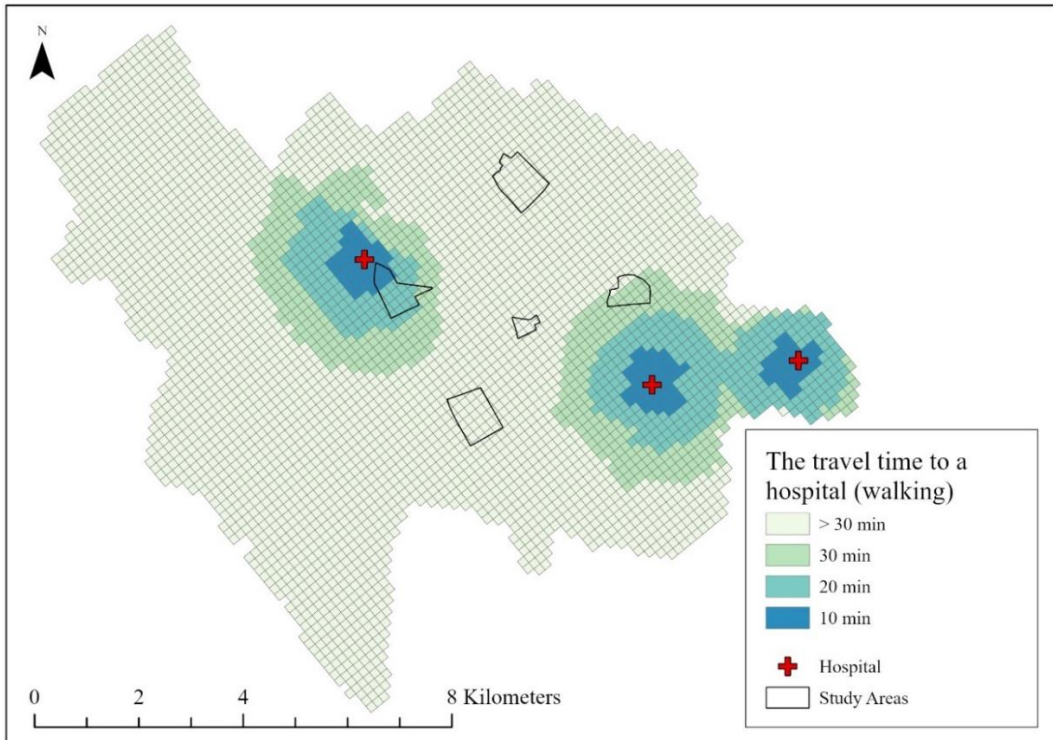 N
The travel time to a
hospital (walking)
> 30 min
30 min
20 min
10 min
Hospital
Study Areas
0 2 4 8 Kilometers